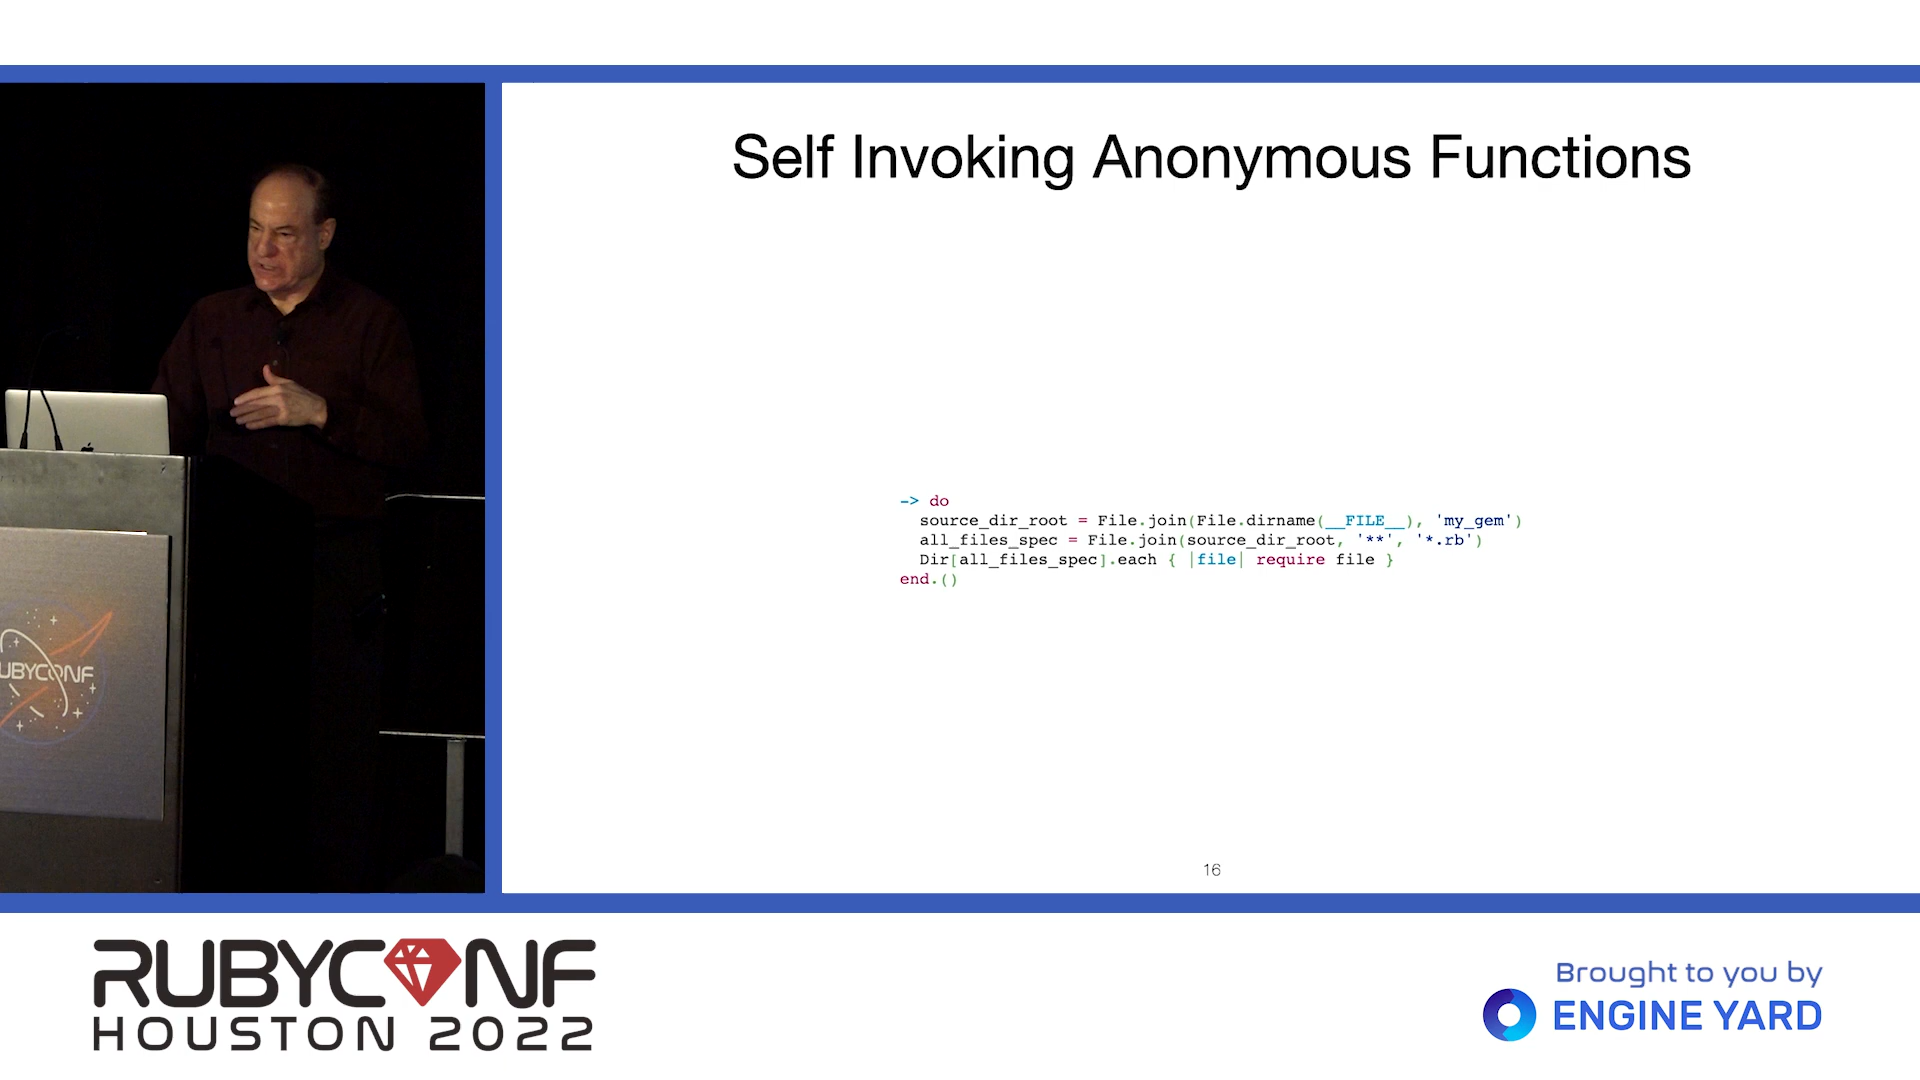 Self Invoking Anonymous Functions
-> do
  source_dir_root = File.join(File.dirname(__FILE__), 'my_gem')
  all_files_spec = File.join(source_dir_root, '**', '*.rb')
  Dir[all_files_spec].each { |file| require file }
end.()
16
UBYCONF
RUBYCONF
HOUSTON 2022
Brought to you by
ENGINE YARD